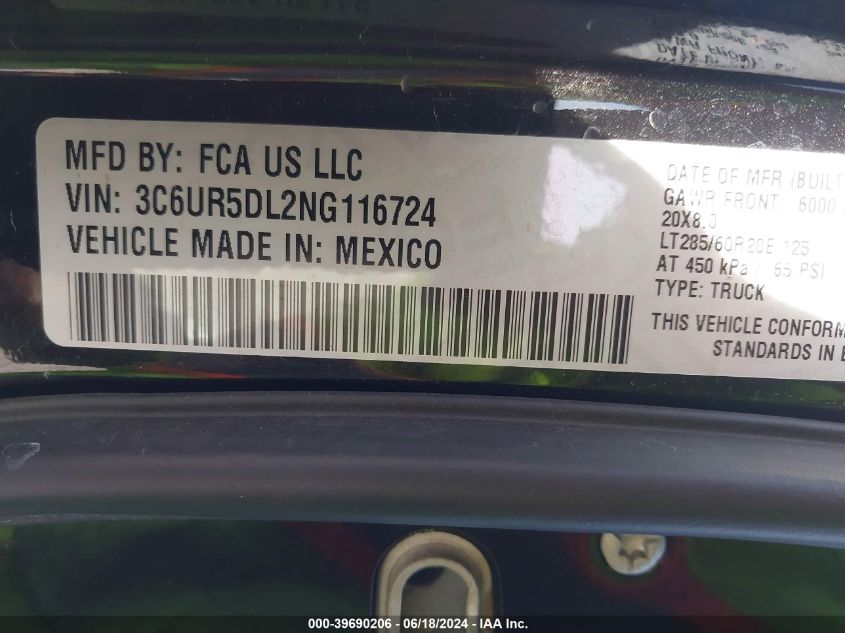 MFD BY: FCA US LLC
VIN: 3C6UR5DL2NG116724
VEHICLE MADE IN: MEXICO
DATE OF MFR (BUILT
GAWR FRONT: 6000
20X8.0
LT285/60R20E 125
AT 450 kPa / 65 PSI
TYPE: TRUCK
THIS VEHICLE CONFORM
STANDARDS IN
000-39690206 - 06/18/2024 - IAA Inc.